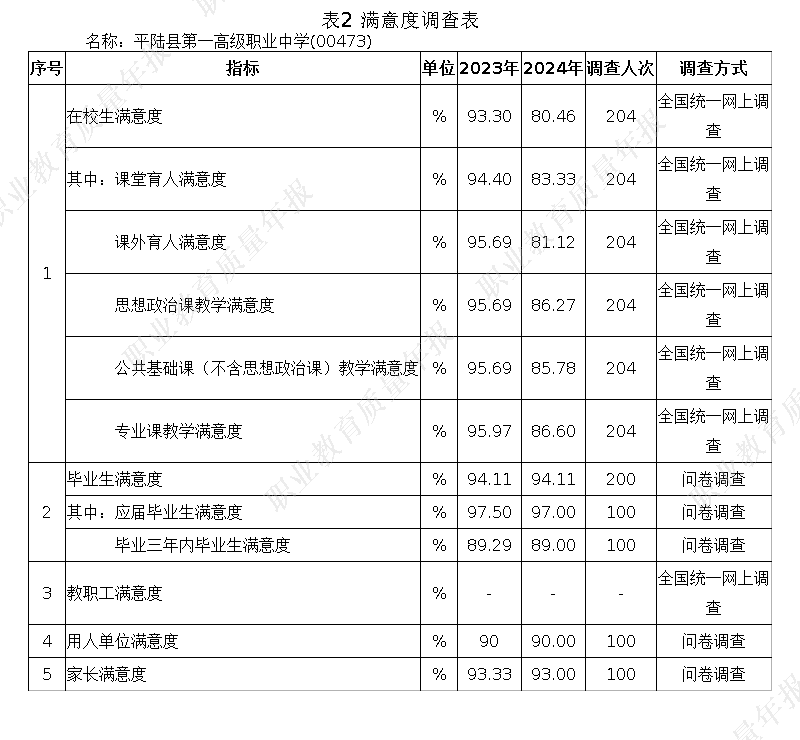 表2 满意度调查表
名称：平陆县第一高级职业中学(00473)
序号 指标 单位 2023年 2024年 调查人次 调查方式
1 在校生满意度 % 93.30 80.46 204 全国统一网上调查
其中：课堂育人满意度 % 94.40 83.33 204 全国统一网上调查
课外育人满意度 % 95.69 81.12 204 全国统一网上调查
思想政治课教学满意度 % 95.69 86.27 204 全国统一网上调查
公共基础课（不含思想政治课）教学满意度 % 95.69 85.78 204 全国统一网上调查
专业课教学满意度 % 95.97 86.60 204 全国统一网上调查
2 毕业生满意度 % 94.11 94.11 200 问卷调查
其中：应届毕业生满意度 % 97.50 97.00 100 问卷调查
毕业三年内毕业生满意度 % 89.29 89.00 100 问卷调查
3 教职工满意度 % - - - 全国统一网上调查
4 用人单位满意度 % 90 90.00 100 问卷调查
5 家长满意度 % 93.33 93.00 100 问卷调查
职业教育质量年报